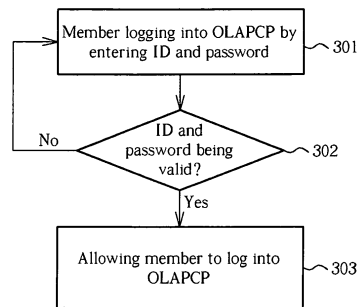 Member logging into OLAPCP by
entering ID and password
301
No
ID and
password being
valid?
302
Yes
Allowing member to log into
OLAPCP
303